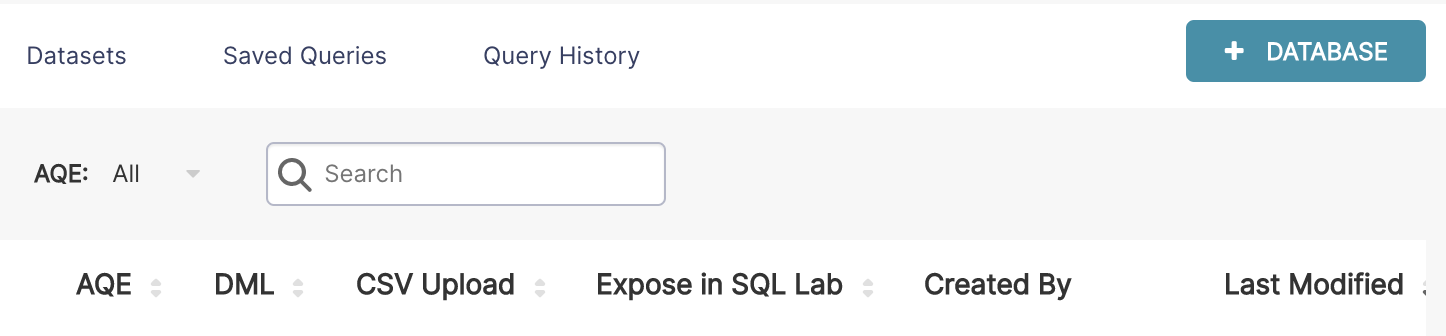 Datasets Saved Queries Query History + DATABASE
AQE: All Search
AQE DML CSV Upload Expose in SQL Lab Created By Last Modified